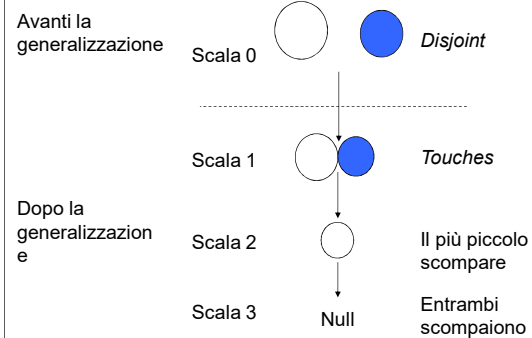 Avanti la
generalizzazione
Scala 0
Disjoint
Scala 1
Touches
Dopo la
generalizzazion
e
Scala 2
Il più piccolo
scompare
Scala 3
Null
Entrambi
scompaiono